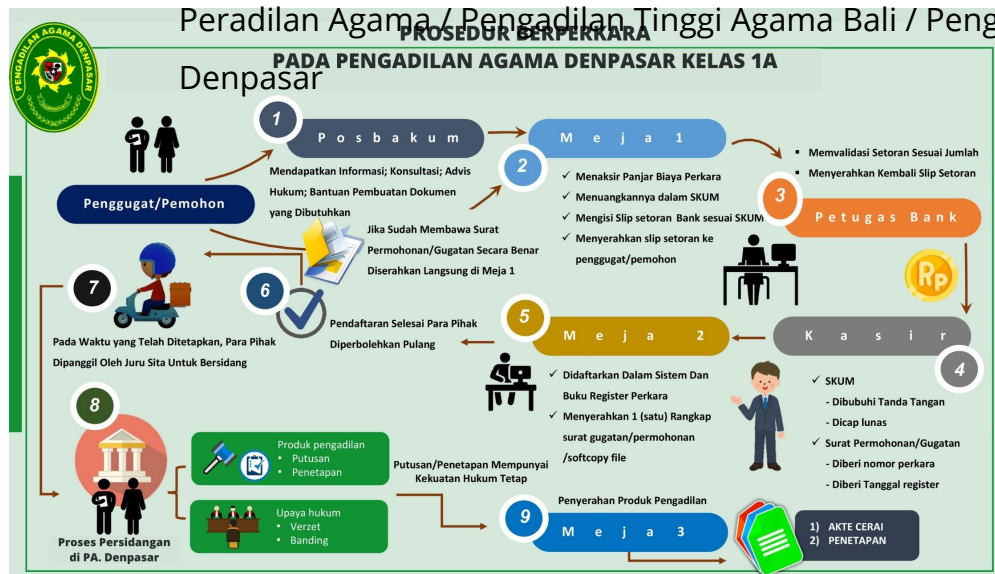 Peradilan Agama / Pengadilan Tinggi Agama Bali / Peng
Denpasar
PROSEDUR BERPERKARA
PADA PENGADILAN AGAMA DENPASAR KELAS 1A
PENGADILAN AGAMA DENPASAR
1
Posbakum
Mendapatkan Informasi; Konsultasi; Advis
Hukum; Bantuan Pembuatan Dokumen
yang Dibutuhkan
Penggugat/Pemohon
Jika Sudah Membawa Surat
Permohonan/Gugatan Secara Benar
Diserahkan Langsung di Meja 1
2
Meja 1
✓ Menaksir Panjar Biaya Perkara
✓ Menuangkannya dalam SKUM
✓ Mengisi Slip setoran Bank sesuai SKUM
✓ Menyerahkan slip setoran ke
penggugat/pemohon
▪ Memvalidasi Setoran Sesuai Jumlah
▪ Menyerahkan Kembali Slip Setoran
3
Petugas Bank
Rp
Kasir
4
✓ SKUM
- Dibubuhi Tanda Tangan
- Dicap lunas
✓ Surat Permohonan/Gugatan
- Diberi nomor perkara
- Diberi Tanggal register
5
Meja 2
✓ Didaftarkan Dalam Sistem Dan
Buku Register Perkara
✓ Menyerahkan 1 (satu) Rangkap
surat gugatan/permohonan
/softcopy file
6
Pendaftaran Selesai Para Pihak
Diperbolehkan Pulang
7
Pada Waktu yang Telah Ditetapkan, Para Pihak
Dipanggil Oleh Juru Sita Untuk Bersidang
8
Proses Persidangan
di PA. Denpasar
Produk pengadilan
• Putusan
• Penetapan
Upaya hukum
• Verzet
• Banding
Putusan/Penetapan Mempunyai
Kekuatan Hukum Tetap
9
Penyerahan Produk Pengadilan
Meja 3
1) AKTE CERAI
2) PENETAPAN